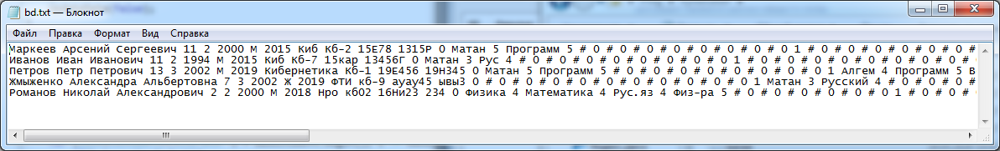 bd.txt — Блокнот
Файл Правка Формат Вид Справка
Маркеев Арсений Сергеевич 11 2 2000 М 2015 Киб Кб-2 15Е78 1315Р 0 Матан 5 Программ 5 # 0 # 0 # 0 # 0 # 0 # 0 # 0 # 0 1 # 0 # 0 # 0 # 0 # 0 # 0 #
Иванов Иван Иванович 11 2 1994 М 2015 Киб Кб-7 15кар 13456Г 0 Матан 3 Рус 4 # 0 # 0 # 0 # 0 # 0 # 0 # 0 # 0 1 # 0 # 0 # 0 # 0 # 0 # 0 # 0 # 0 #
Петров Петр Петрович 13 3 2002 М 2019 Кибернетика Кб-1 19Е456 19Н345 0 Матан 5 Программ 5 # 0 # 0 # 0 # 0 # 0 # 0 # 0 # 0 1 Алгем 4 Программ 5 В
Жмыженко Александра Альбертовна 7 3 2002 Ж 2019 ФТИ кб-9 ауау45 ывы3 0 # 0 # 0 # 0 # 0 # 0 # 0 # 0 # 0 # 0 # 0 1 Матан 3 Русский 4 # 0 # 0 # 0 #
Романов Николай Александрович 2 2 2000 М 2018 Нро кб02 16Ни23 234 0 Физика 4 Математика 4 Рус.яз 4 Физ-ра 5 # 0 # 0 # 0 # 0 # 0 # 0 1 # 0 # 0 #